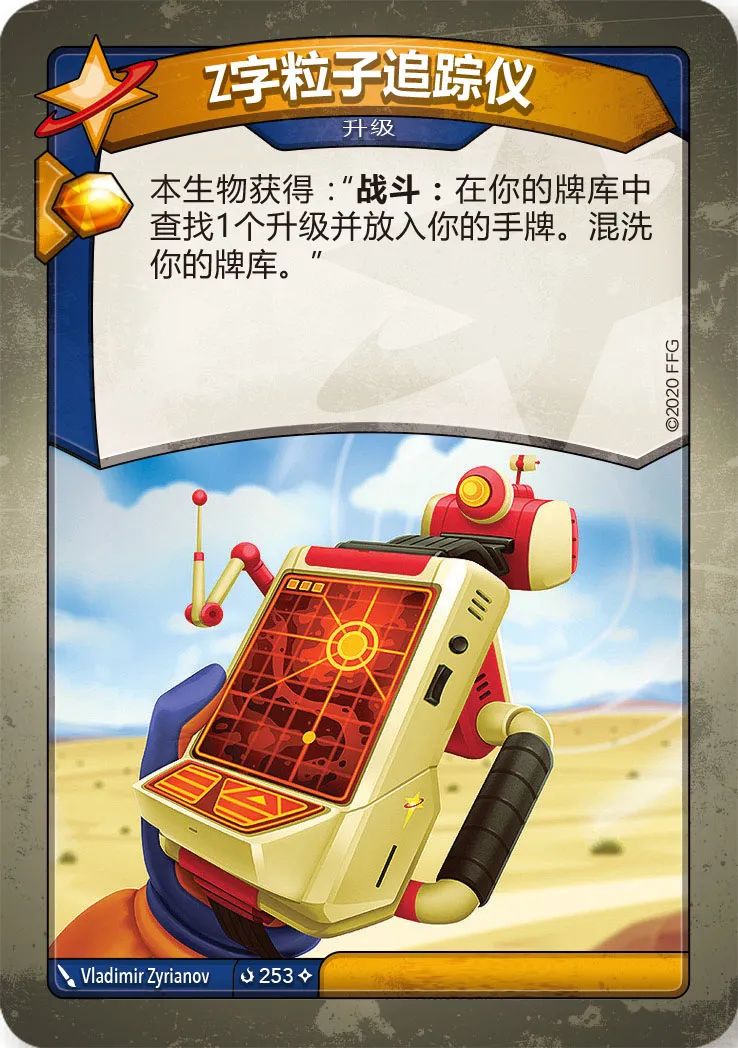 Z字粒子追踪仪
升级
本生物获得：“战斗：在你的牌库中
查找1个升级并放入你的手牌。混洗
你的牌库。”
©2020 FFG
Vladimir Zyrianov
253